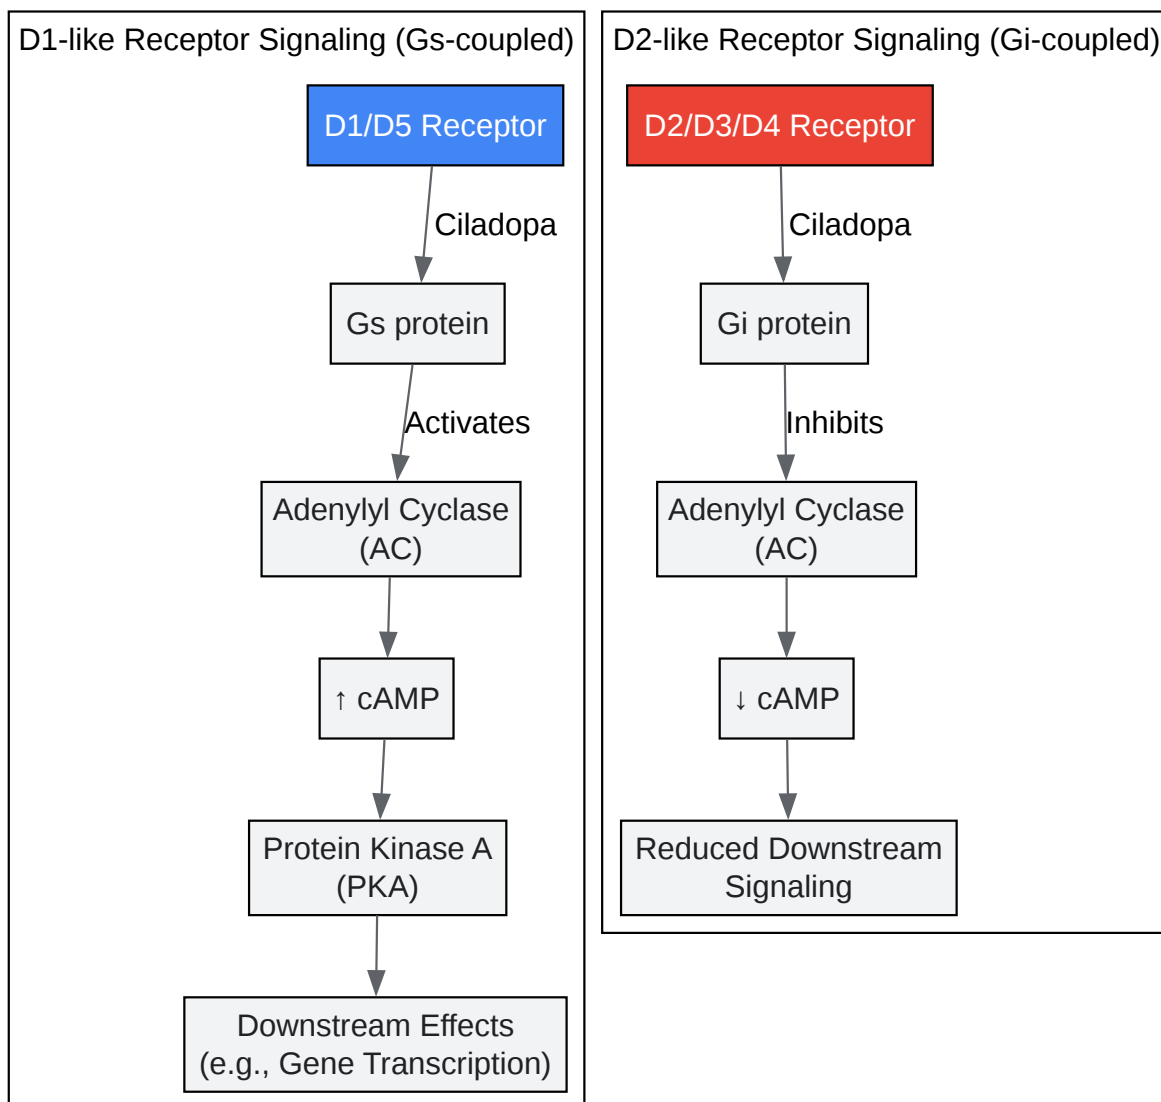 D1-like Receptor Signaling (Gs-coupled)
D1/D5 Receptor
Ciladopa
Gs protein
Activates
Adenylyl Cyclase
(AC)
↑ cAMP
Protein Kinase A
(PKA)
Downstream Effects
(e.g., Gene Transcription)
D2-like Receptor Signaling (Gi-coupled)
D2/D3/D4 Receptor
Ciladopa
Gi protein
Inhibits
Adenylyl Cyclase
(AC)
↓ cAMP
Reduced Downstream
Signaling